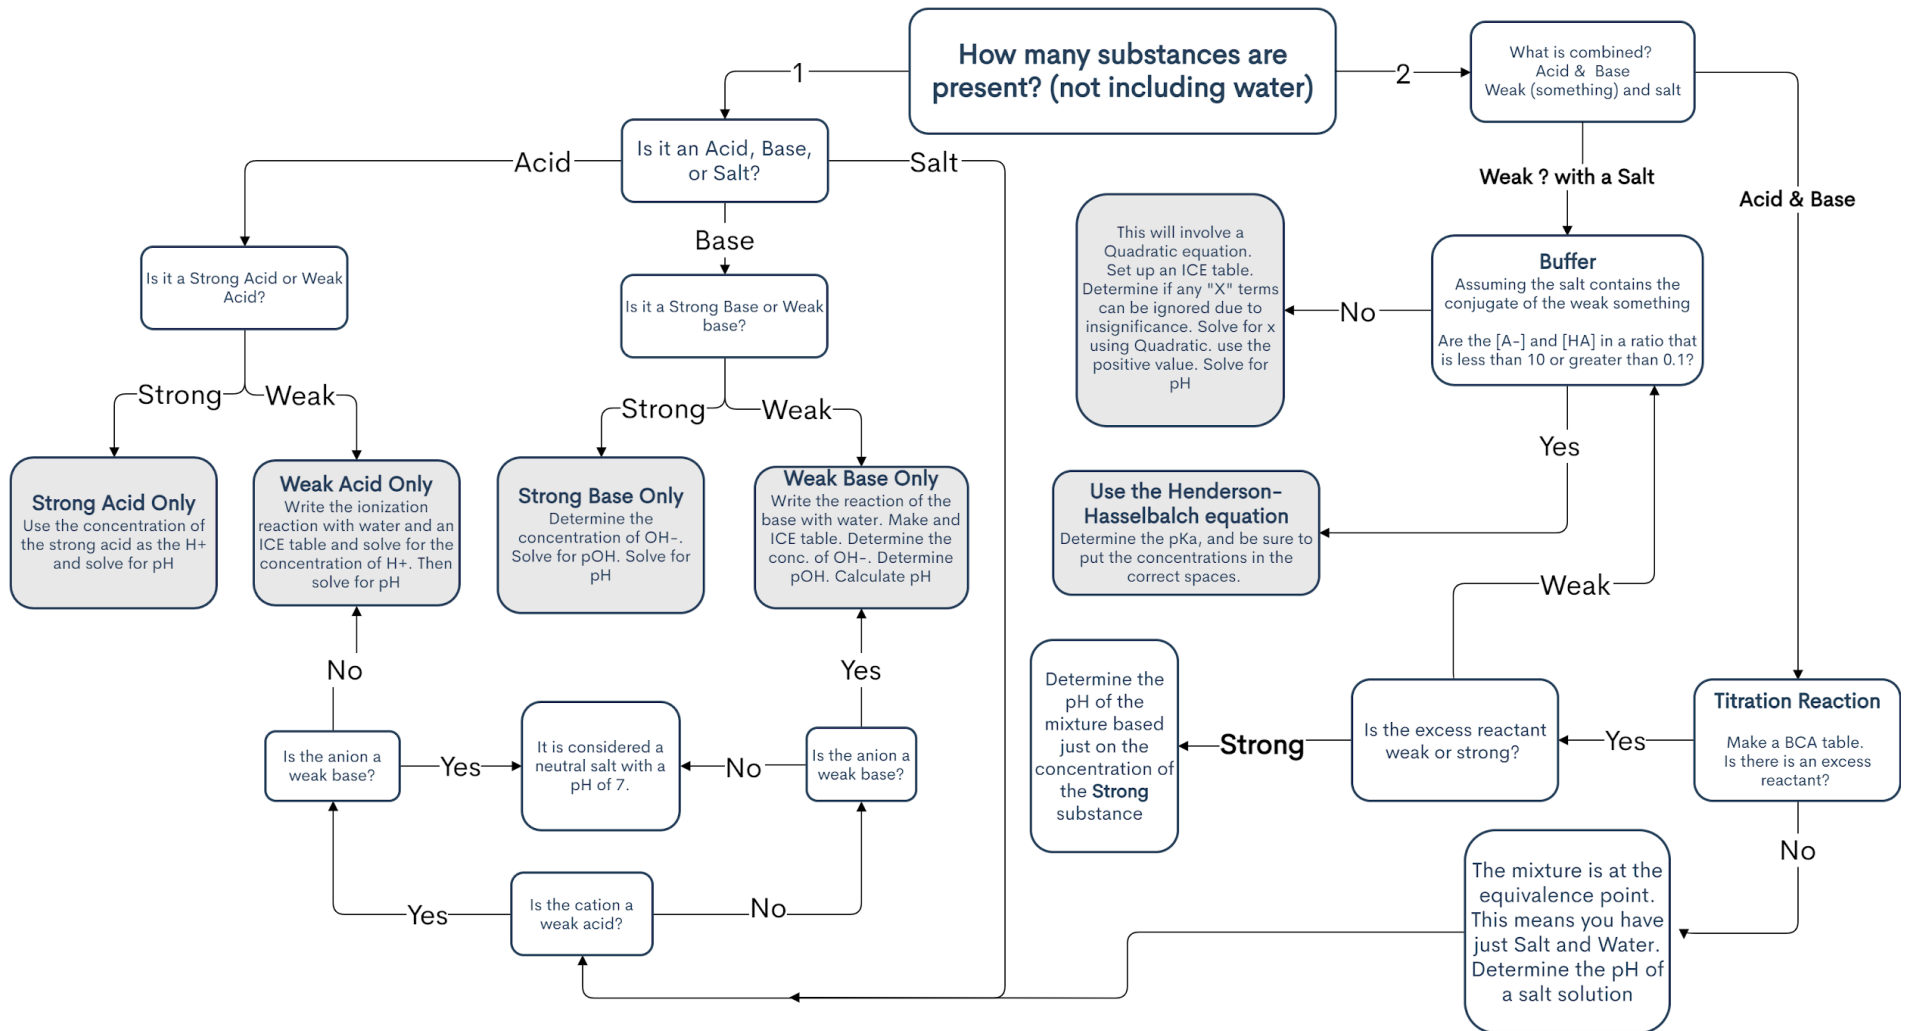 How many substances are
present? (not including water)
1
2
What is combined?
Acid & Base
Weak (something) and salt
Is it an Acid, Base,
or Salt?
Acid
Salt
Base
Weak ? with a Salt
Acid & Base
Is it a Strong Acid or Weak
Acid?
Is it a Strong Base or Weak
base?
This will involve a
Quadratic equation.
Set up an ICE table.
Determine if any "X" terms
can be ignored due to
insignificance. Solve for x
using Quadratic. use the
positive value. Solve for
pH
No
Buffer
Assuming the salt contains the
conjugate of the weak something
Are the [A-] and [HA] in a ratio that
is less than 10 or greater than 0.1?
Strong
Weak
Strong
Weak
Yes
Strong Acid Only
Use the concentration of
the strong acid as the H+
and solve for pH
Weak Acid Only
Write the ionization
reaction with water and an
ICE table and solve for the
concentration of H+. Then
solve for pH
Strong Base Only
Determine the
concentration of OH-.
Solve for pOH. Solve for
pH
Weak Base Only
Write the reaction of the
base with water. Make and
ICE table. Determine the
conc. of OH-. Determine
pOH. Calculate pH
Use the Henderson-
Hasselbalch equation
Determine the pKa, and be sure to
put the concentrations in the
correct spaces.
Weak
No
Yes
Is the anion a
weak base?
Yes
It is considered a
neutral salt with a
pH of 7.
No
Is the anion a
weak base?
Determine the
pH of the
mixture based
just on the
concentration of
the Strong
substance
Strong
Is the excess reactant
weak or strong?
Yes
Titration Reaction
Make a BCA table.
Is there is an excess
reactant?
No
Yes
Is the cation a
weak acid?
No
The mixture is at the
equivalence point.
This means you have
just Salt and Water.
Determine the pH of
a salt solution